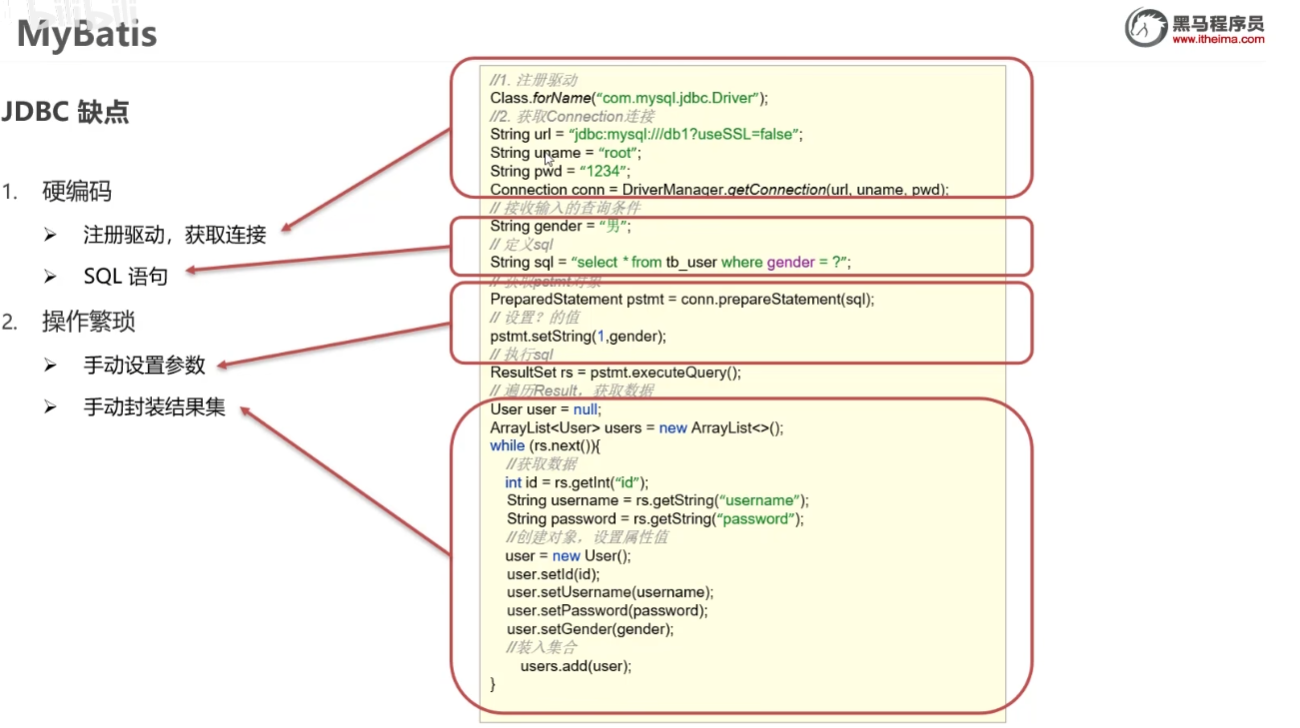 bilibili
MyBatis
黑马程序员
www.itheima.com
JDBC 缺点
1. 硬编码
➢ 注册驱动，获取连接
➢ SQL 语句
2. 操作繁琐
➢ 手动设置参数
➢ 手动封装结果集
//1. 注册驱动
Class.forName(“com.mysql.jdbc.Driver”);
//2. 获取Connection连接
String url = “jdbc:mysql:///db1?useSSL=false”;
String uname = “root”;
String pwd = “1234”;
Connection conn = DriverManager.getConnection(url, uname, pwd);
// 接收输入的查询条件
String gender = “男”;
// 定义sql
String sql = “select * from tb_user where gender = ?”;
// 获取pstmt对象
PreparedStatement pstmt = conn.prepareStatement(sql);
// 设置？的值
pstmt.setString(1,gender);
// 执行sql
ResultSet rs = pstmt.executeQuery();
// 遍历Result，获取数据
User user = null;
ArrayList<User> users = new ArrayList<>();
while (rs.next()){
//获取数据
int id = rs.getInt(“id”);
String username = rs.getString(“username”);
String password = rs.getString(“password”);
//创建对象，设置属性值
user = new User();
user.setId(id);
user.setUsername(username);
user.setPassword(password);
user.setGender(gender);
//装入集合
users.add(user);
}